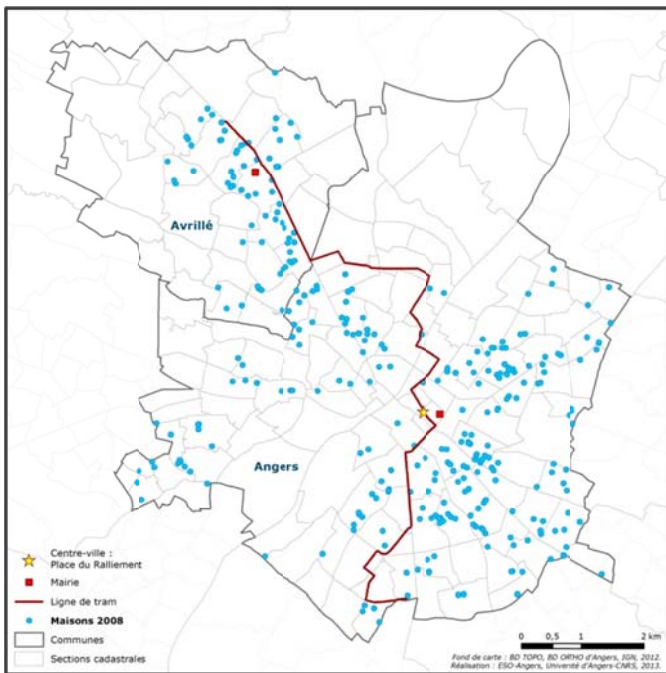 Avrillé
Angers
Centre-ville :
Place du Ralliement
Mairie
Ligne de tram
Maisons 2008
Communes
Sections cadastrales
0 0,5 1 2 km
Fond de carte : BD TOPO, BD ORTHO d'Angers, IGN, 2012.
Réalisation : ESO-Angers, Université d'Angers-CNRS, 2013.